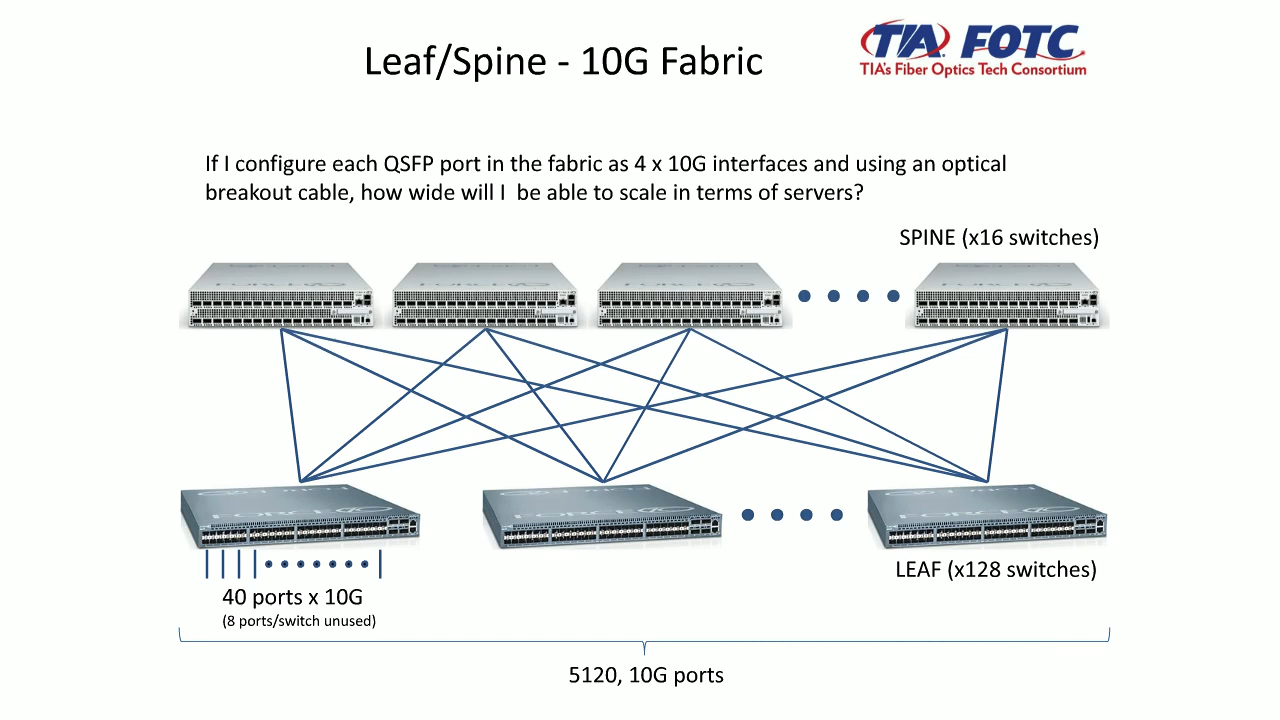 Leaf/Spine - 10G Fabric
TIA FOTC
TIA's Fiber Optics Tech Consortium
If I configure each QSFP port in the fabric as 4 x 10G interfaces and using an optical
breakout cable, how wide will I be able to scale in terms of servers?
SPINE (x16 switches)
LEAF (x128 switches)
40 ports x 10G
(8 ports/switch unused)
5120, 10G ports